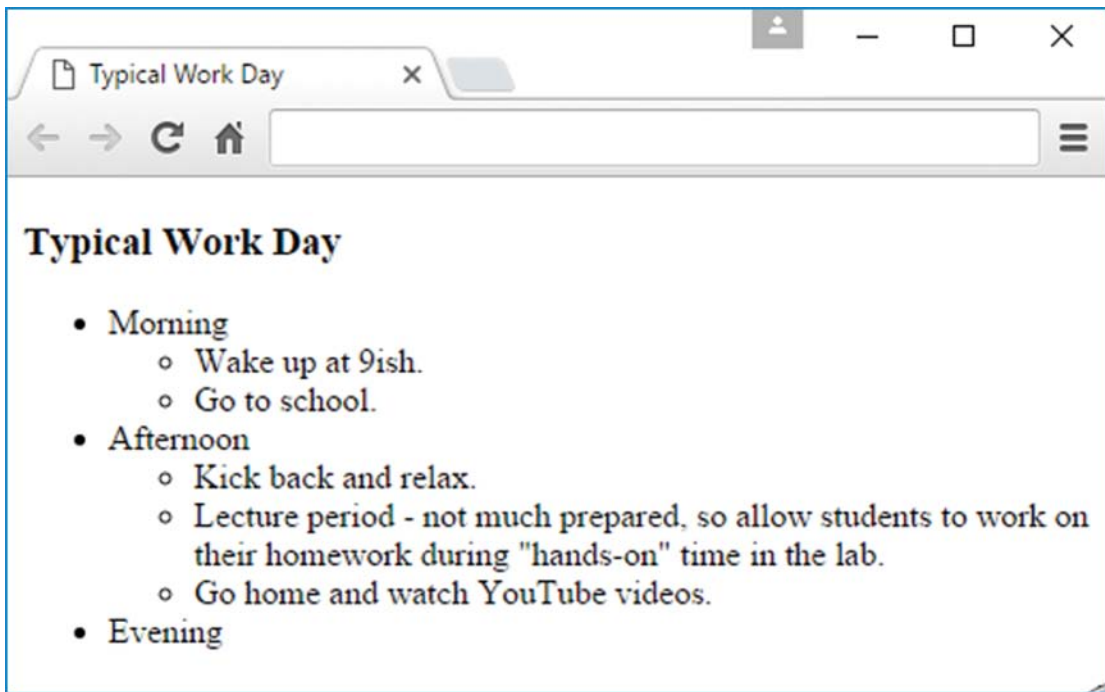 Typical Work Day
Typical Work Day
Morning
Wake up at 9ish.
Go to school.
Afternoon
Kick back and relax.
Lecture period - not much prepared, so allow students to work on
their homework during "hands-on" time in the lab.
Go home and watch YouTube videos.
Evening